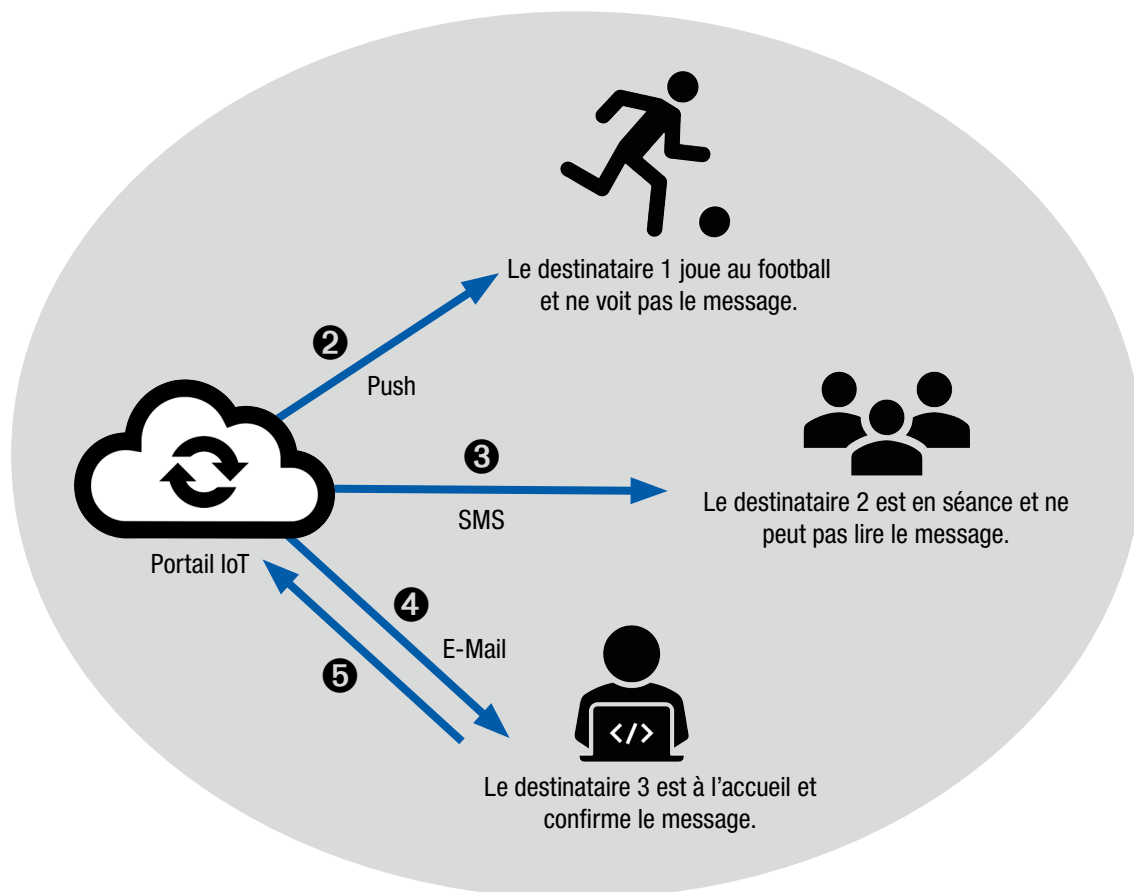 Le destinataire 1 joue au football
et ne voit pas le message.
❷
Push
❸
SMS
Le destinataire 2 est en séance et ne
peut pas lire le message.
Portail IoT
❹
E-Mail
❺
</>
Le destinataire 3 est à l’accueil et
confirme le message.